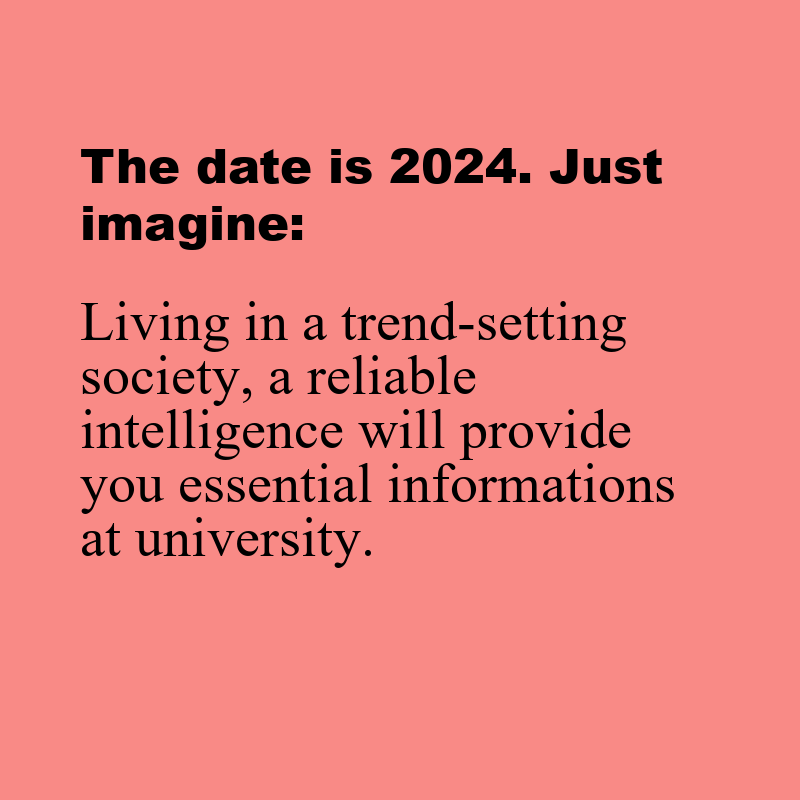 The date is 2024. Just
imagine:
Living in a trend-setting
society, a reliable
intelligence will provide
you essential informations
at university.